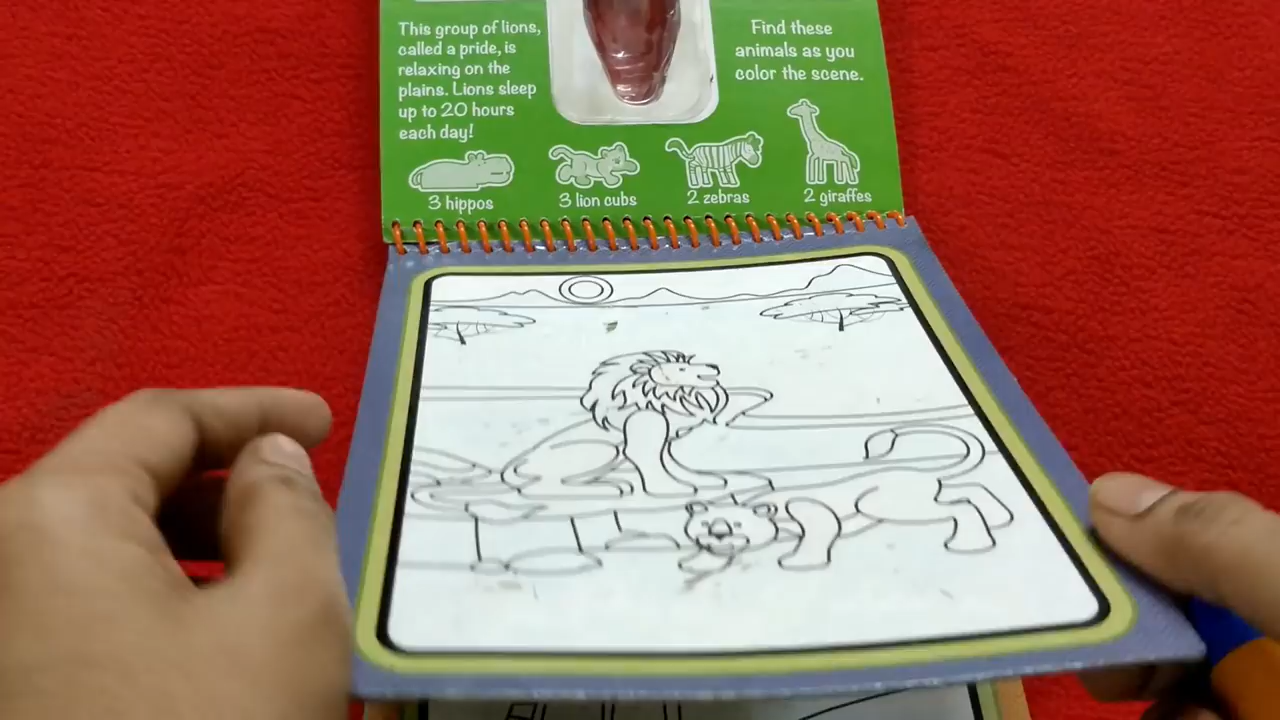 This group of lions,
called a pride, is
relaxing on the
plains. Lions sleep
up to 20 hours
each day!
Find these
animals as you
color the scene.
3 hippos
3 lion cubs
2 zebras
2 giraffes